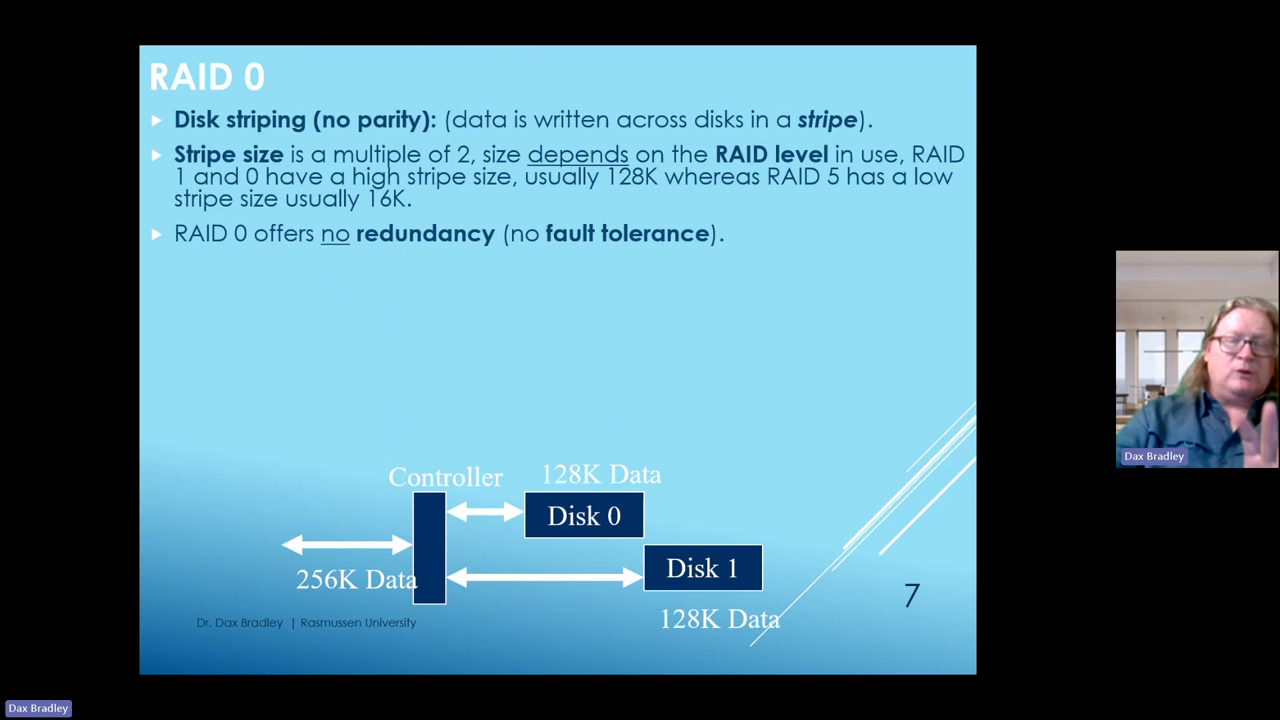 RAID 0
Disk striping (no parity): (data is written across disks in a stripe).
Stripe size is a multiple of 2, size depends on the RAID level in use, RAID
1 and 0 have a high stripe size, usually 128K whereas RAID 5 has a low
stripe size usually 16K.
RAID 0 offers no redundancy (no fault tolerance).
Controller
128K Data
Disk 0
256K Data
Disk 1
128K Data
7
Dr. Dax Bradley | Rasmussen University
Dax Bradley
Dax Bradley